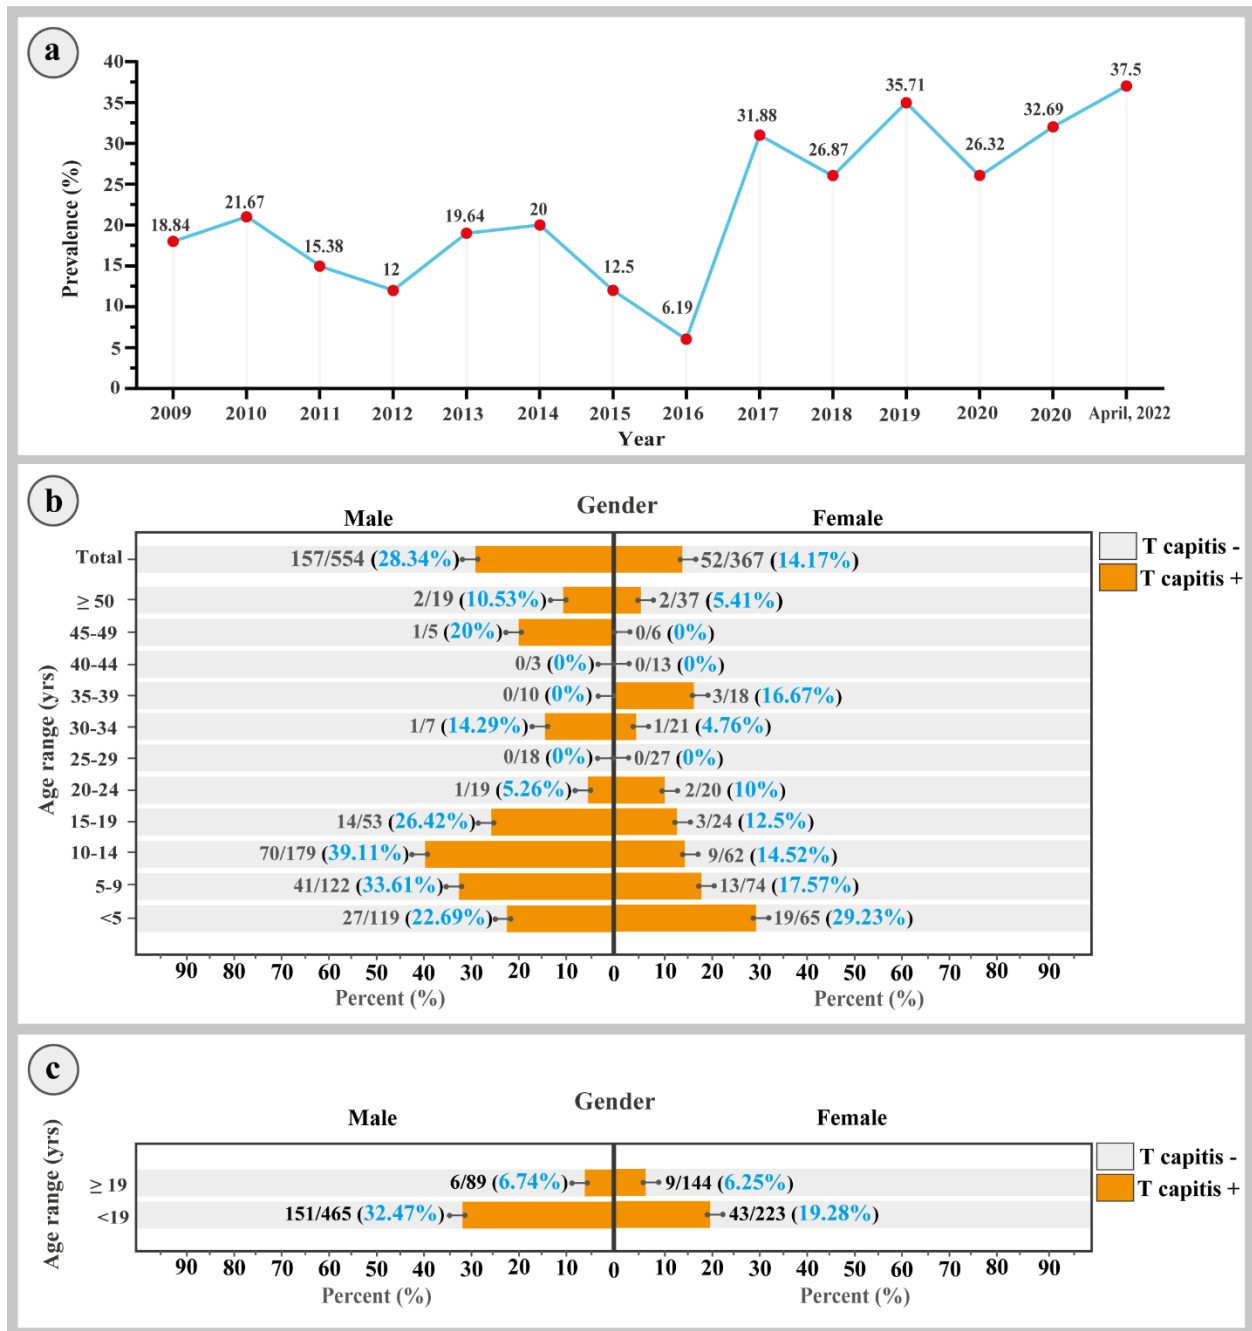 a
40
35
30
25
20
15
10
5
0
Prevalence (%)
18.84
21.67
15.38
12
19.64
20
12.5
6.19
31.88
26.87
35.71
26.32
32.69
37.5
2009 2010 2011 2012 2013 2014 2015 2016 2017 2018 2019 2020 2020 April, 2022
Year
b
Gender
Male Female
T capitis -
T capitis +
Age range (yrs)
Total 157/554 (28.34%) 52/367 (14.17%)
≥ 50 2/19 (10.53%) 2/37 (5.41%)
45-49 1/5 (20%) 0/6 (0%)
40-44 0/3 (0%) 0/13 (0%)
35-39 0/10 (0%) 3/18 (16.67%)
30-34 1/7 (14.29%) 1/21 (4.76%)
25-29 0/18 (0%) 0/27 (0%)
20-24 1/19 (5.26%) 2/20 (10%)
15-19 14/53 (26.42%) 3/24 (12.5%)
10-14 70/179 (39.11%) 9/62 (14.52%)
5-9 41/122 (33.61%) 13/74 (17.57%)
<5 27/119 (22.69%) 19/65 (29.23%)
90 80 70 60 50 40 30 20 10 0 10 20 30 40 50 60 70 80 90
Percent (%) Percent (%)
c
Gender
Male Female
T capitis -
T capitis +
Age range (yrs)
≥ 19 6/89 (6.74%) 9/144 (6.25%)
<19 151/465 (32.47%) 43/223 (19.28%)
90 80 70 60 50 40 30 20 10 0 10 20 30 40 50 60 70 80 90
Percent (%) Percent (%)